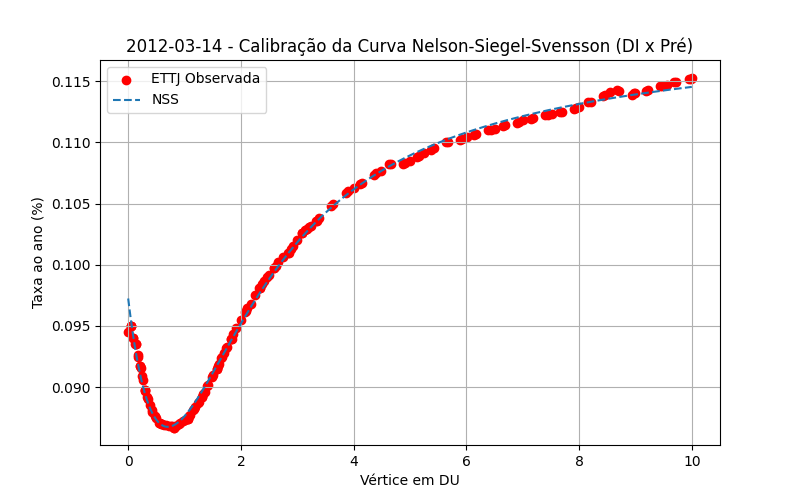 2012-03-14 - Calibração da Curva Nelson-Siegel-Svensson (DI x Pré)
ETTJ Observada
NSS
Taxa ao ano (%)
0.115
0.110
0.105
0.100
0.095
0.090
0 2 4 6 8 10
Vértice em DU